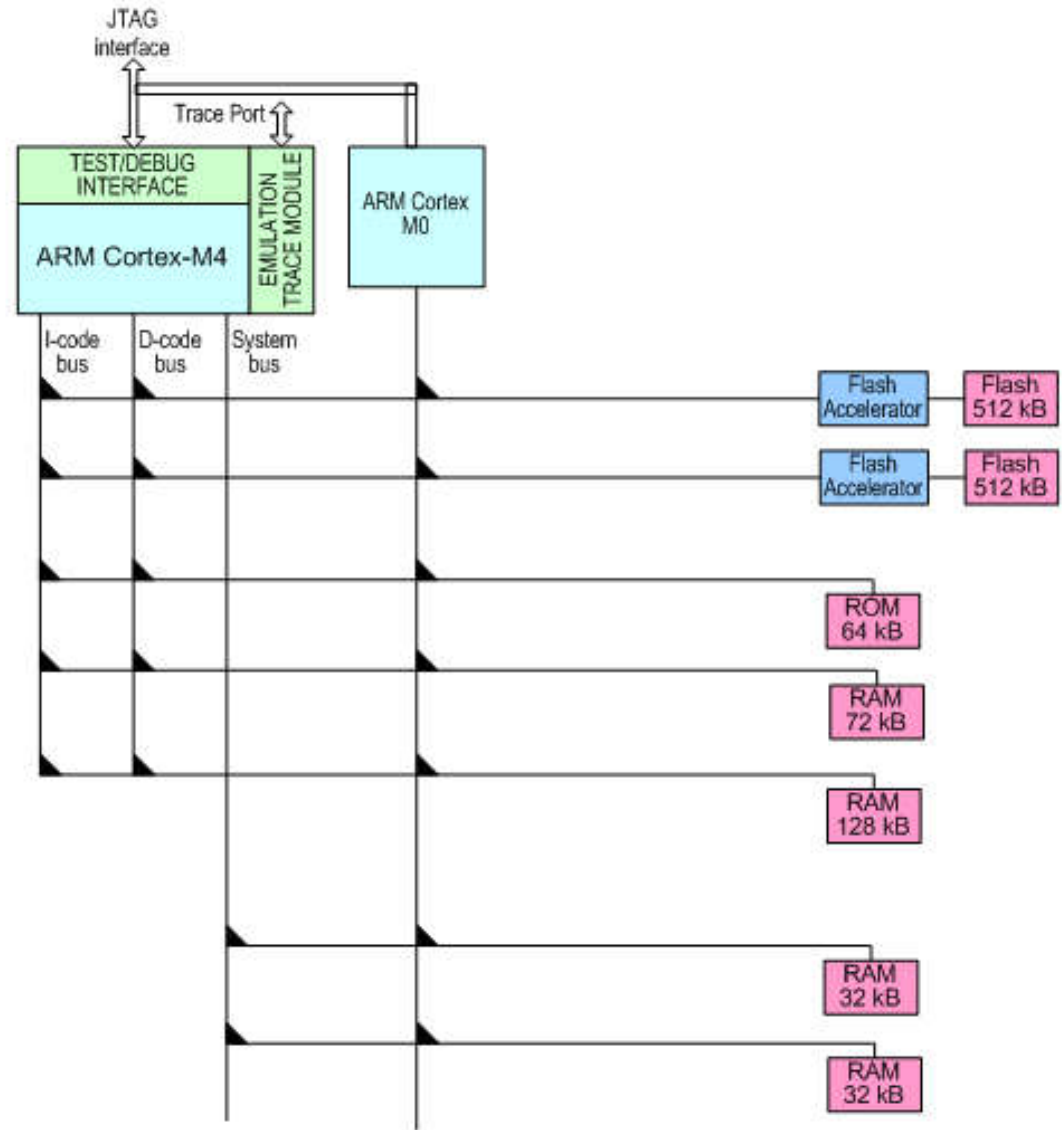 JTAG
interface
Trace Port
TEST/DEBUG
INTERFACE
EMULATION
TRACE MODULE
ARM Cortex-M4
ARM Cortex
M0
I-code
bus
D-code
bus
System
bus
Flash
Accelerator
Flash
512 kB
Flash
Accelerator
Flash
512 kB
ROM
64 kB
RAM
72 kB
RAM
128 kB
RAM
32 kB
RAM
32 kB